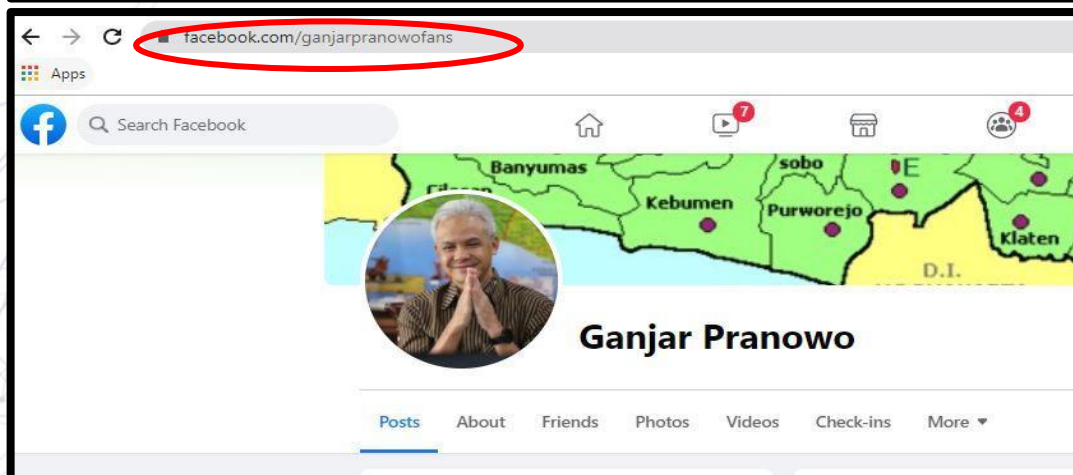 facebook.com/ganjarpranowofans
Apps
Search Facebook
7
4
Banyumas
sobo
E
Kebumen
Purworejo
Klaten
D.I.
Ganjar Pranowo
Posts About Friends Photos Videos Check-ins More